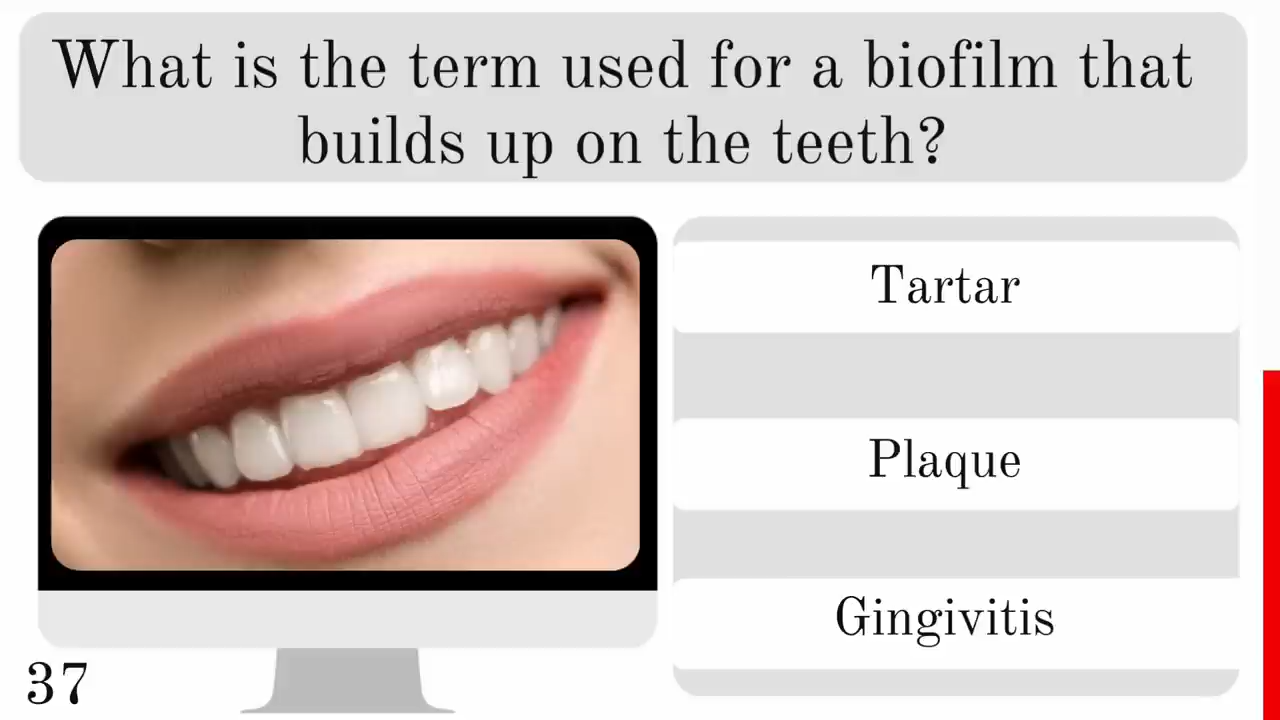 What is the term used for a biofilm that
builds up on the teeth?
Tartar
Plaque
Gingivitis
37